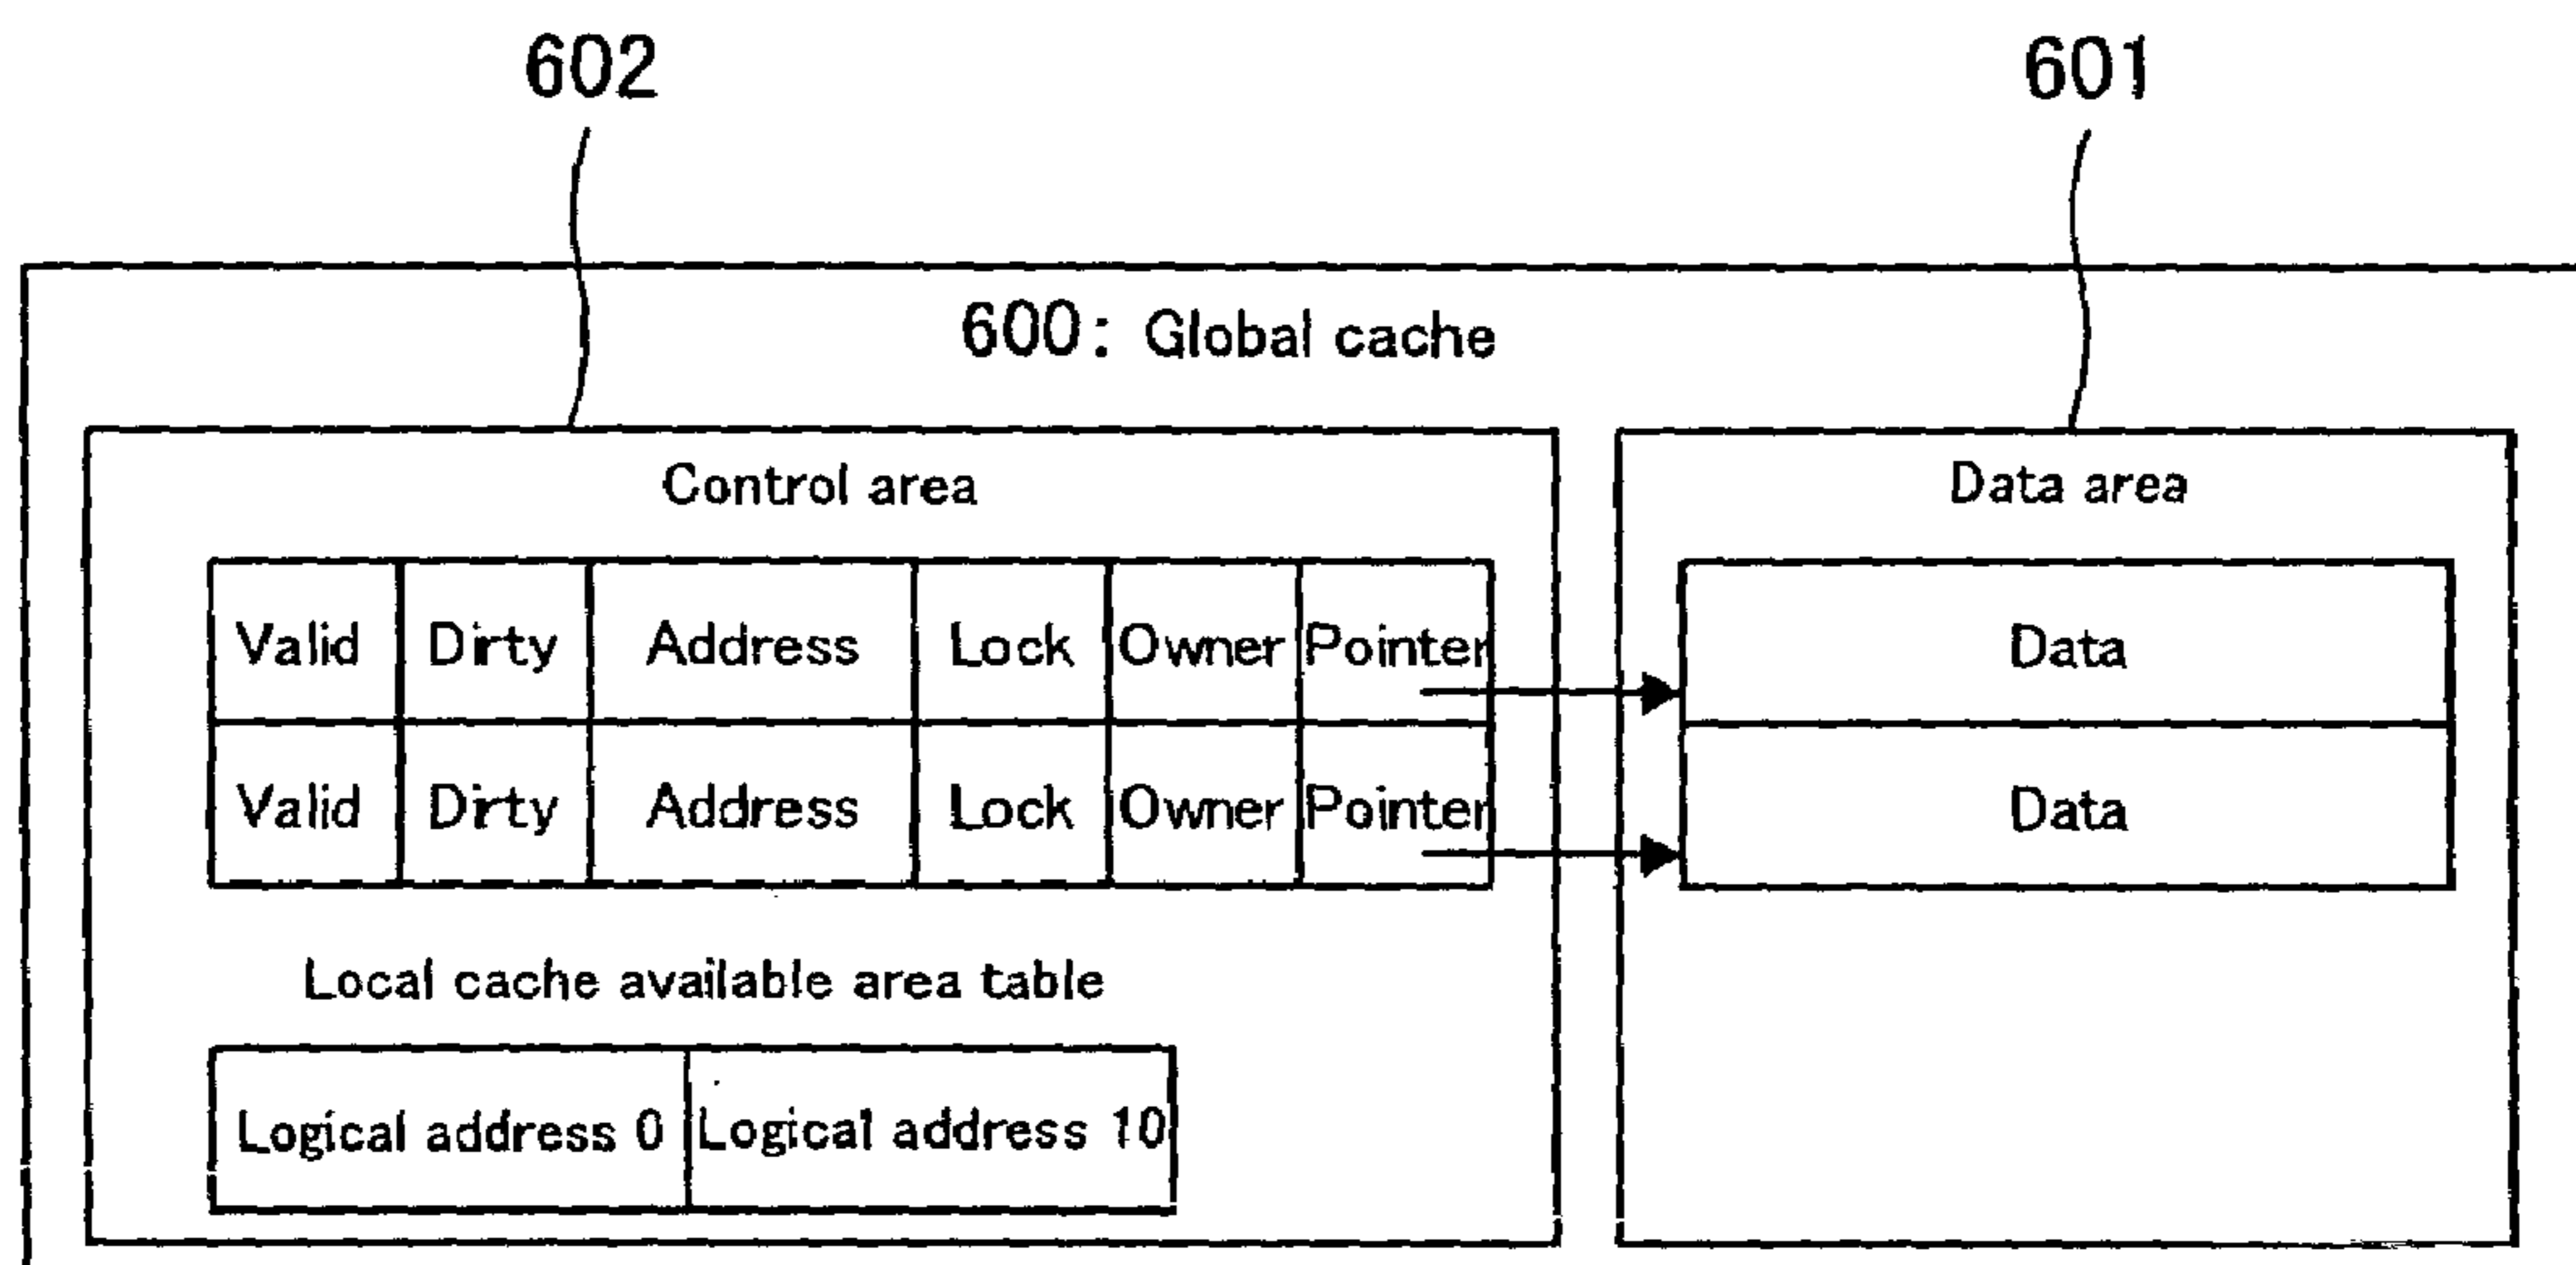 602 601
600: Global cache
Control area Data area
Valid Dirty Address Lock Owner Pointer Data
Valid Dirty Address Lock Owner Pointer Data
Local cache available area table
Logical address 0 Logical address 10